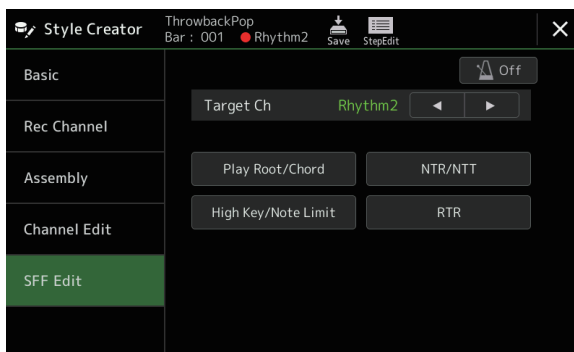 Style Creator
ThrowbackPop
Bar : 001 Rhythm2
Save
StepEdit
Basic
Off
Target Ch Rhythm2
Rec Channel
Assembly
Play Root/Chord
NTR/NTT
Channel Edit
High Key/Note Limit
RTR
SFF Edit